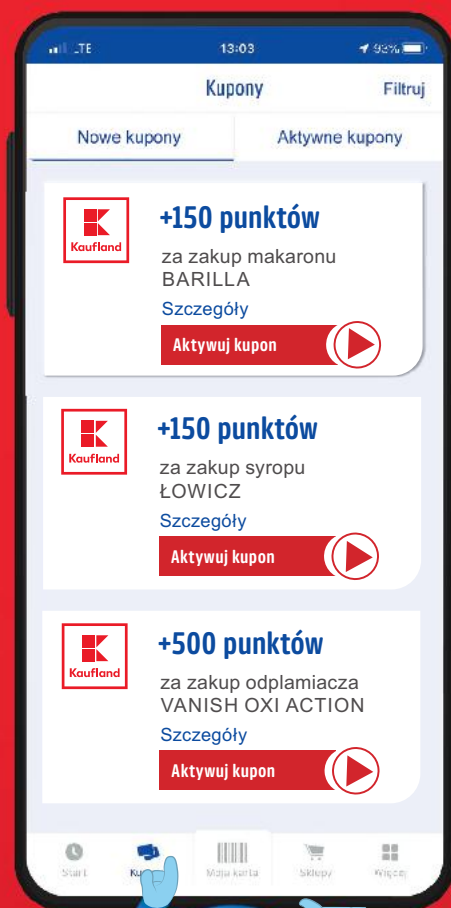 LTE 13:03 93%
Kupony Filtruj
Nowe kupony Aktywne kupony
Kaufland
+150 punktów
za zakup makaronu
BARILLA
Szczegóły
Aktywuj kupon
Kaufland
+150 punktów
za zakup syropu
ŁOWICZ
Szczegóły
Aktywuj kupon
Kaufland
+500 punktów
za zakup odplamiacza
VANISH OXI ACTION
Szczegóły
Aktywuj kupon
Start Moja karta Sklepy Więcej